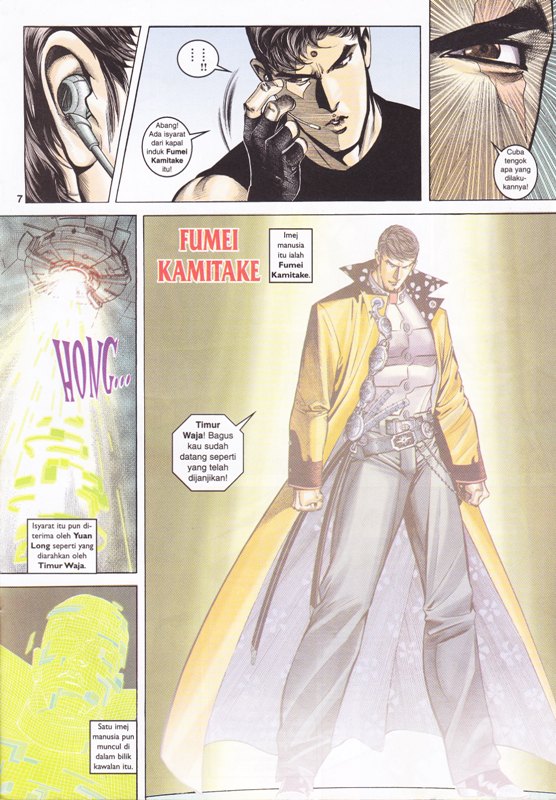 ......!!
Abang!
Ada isyarat
dari kapal
induk Fumei
Kamitake
itu!
Cuba
tengok
apa yang
dilaku-
kannya!
7
HONG...
Isyarat itu pun di-
terima oleh Yuan
Long seperti yang
diarahkan oleh
Timur Waja.
Satu imej
manusia pun
muncul di
dalam bilik
kawalan itu.
FUMEI
KAMITAKE
Imej
manusia
itu ialah
Fumei
Kamitake.
Timur
Waja! Bagus
kau sudah
datang seperti
yang telah
dijanjikan!